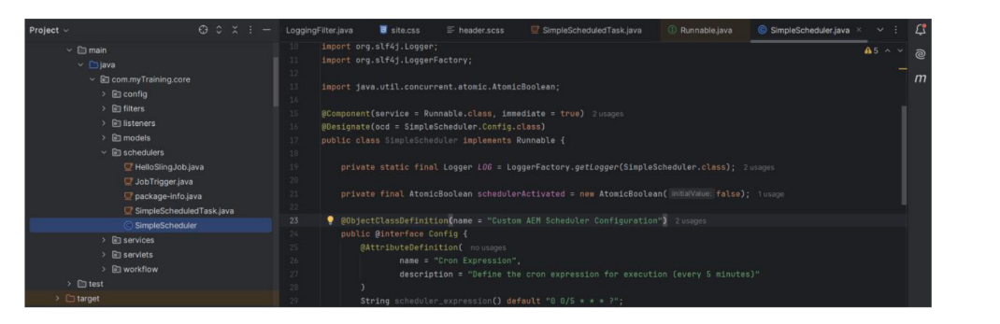 Project
main
java
com.myTraining.core
config
filters
listeners
models
schedulers
HelloSlingJob.java
JobTrigger.java
package-info.java
SimpleScheduledTask.java
SimpleScheduler
services
servlets
workflow
test
target
LoggingFilter.java site.css header.scss SimpleScheduledTask.java Runnable.java SimpleScheduler.java
5
10 import org.slf4j.Logger;
11 import org.slf4j.LoggerFactory;
12
13 import java.util.concurrent.atomic.AtomicBoolean;
14
15 @Component(service = Runnable.class, immediate = true) 2 usages
16 @Designate(ocd = SimpleScheduler.Config.class)
17 public class SimpleScheduler implements Runnable {
18
19 private static final Logger LOG = LoggerFactory.getLogger(SimpleScheduler.class); 2 usages
20
21 private final AtomicBoolean schedulerActivated = new AtomicBoolean( initialValue: false); 1 usage
22
23 @ObjectClassDefinition(name = "Custom AEM Scheduler Configuration") 2 usages
24 public @interface Config {
25 @AttributeDefinition( no usages
26 name = "Cron Expression",
27 description = "Define the cron expression for execution (every 5 minutes)"
28 )
29 String scheduler_expression() default "0 0/5 * * * ?";
m